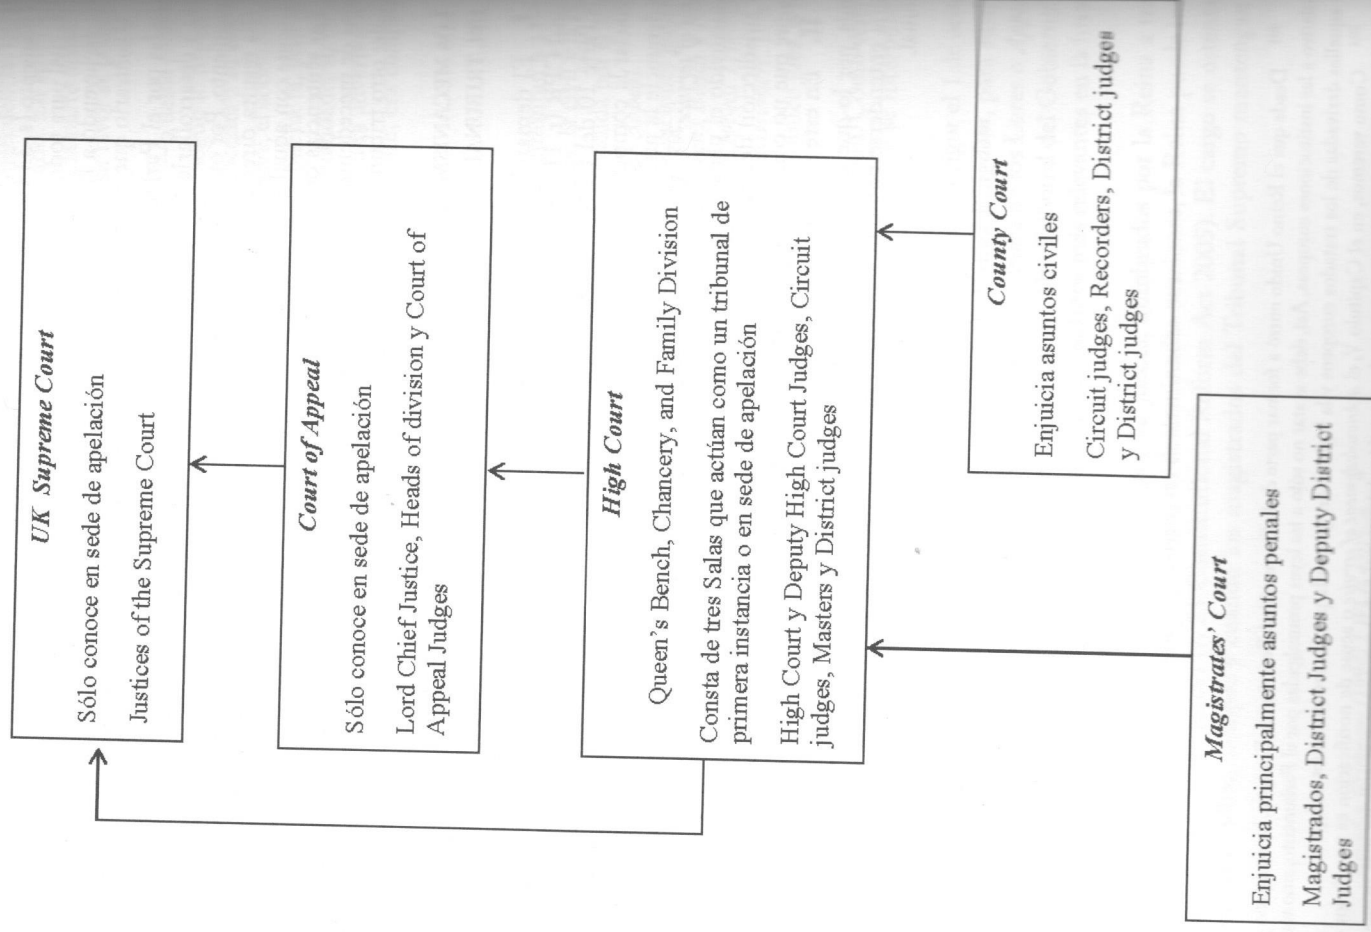 UK Supreme Court
Sólo conoce en sede de apelación
Justices of the Supreme Court
Court of Appeal
Sólo conoce en sede de apelación
Lord Chief Justice, Heads of division y Court of
Appeal Judges
High Court
Queen's Bench, Chancery, and Family Division
Consta de tres Salas que actúan como un tribunal de
primera instancia o en sede de apelación
High Court y Deputy High Court Judges, Circuit
judges, Masters y District judges
County Court
Enjuicia asuntos civiles
Circuit judges, Recorders, District judges
y District judges
Magistrates' Court
Enjuicia principalmente asuntos penales
Magistrados, District Judges y Deputy District
Judges